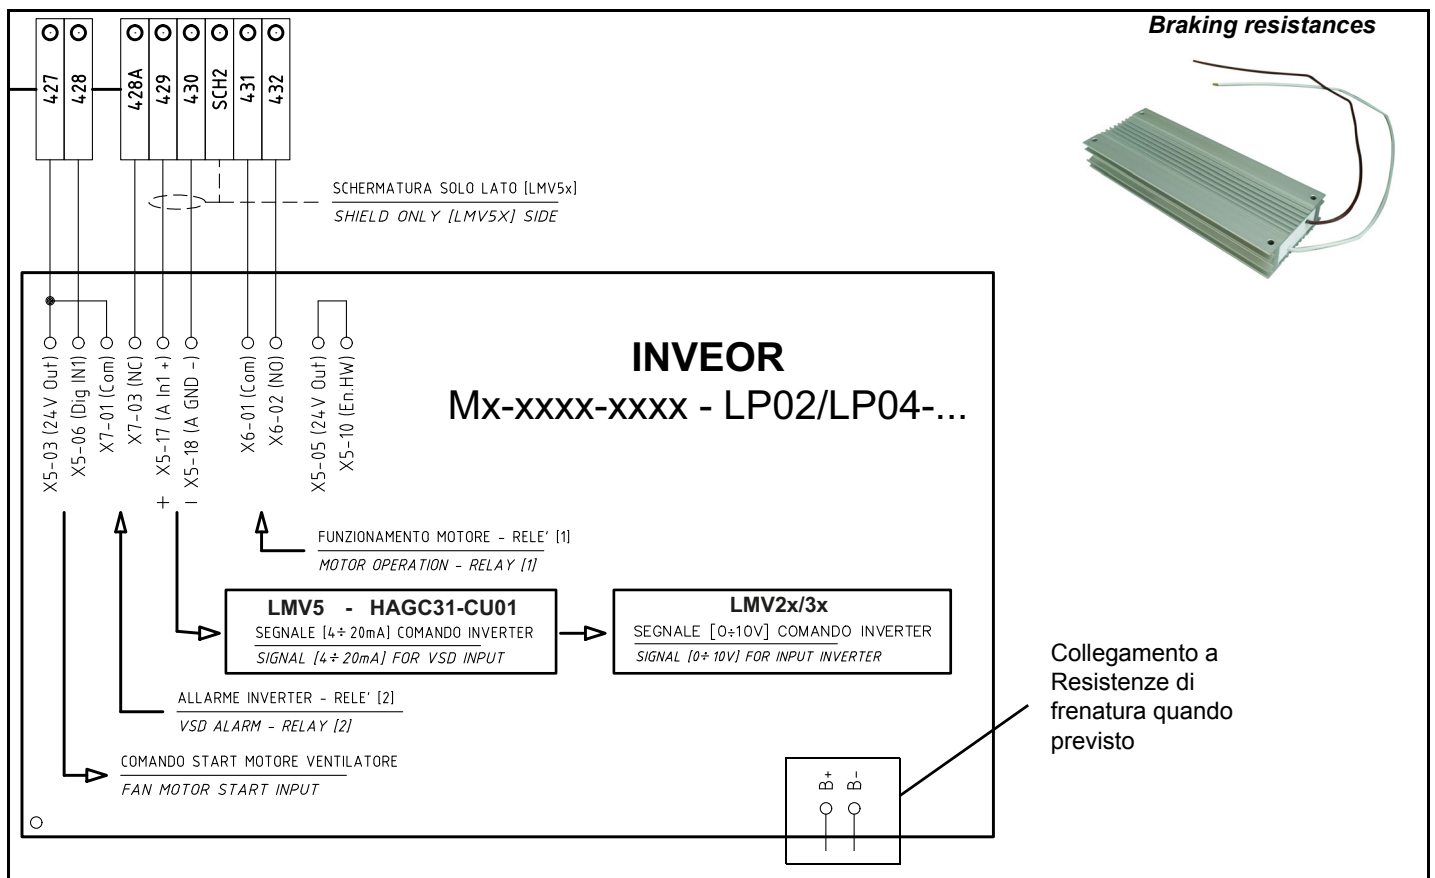 Braking resistances
427
428
428A
429
430
SCH2
431
432
SCHERMATURA SOLO LATO [LMV5x]
SHIELD ONLY [LMV5X] SIDE
X5-03 (24V Out)
X5-06 (Dig IN1)
X7-01 (Com)
X7-03 (NC)
+ X5-17 (A In1 +)
- X5-18 (A GND -)
X6-01 (Com)
X6-02 (NO)
X5-05 (24V Out)
X5-10 (En.HW)
INVEOR
Mx-xxxx-xxxx - LP02/LP04-...
FUNZIONAMENTO MOTORE - RELE' [1]
MOTOR OPERATION - RELAY [1]
LMV5 - HAGC31-CU01
SEGNALE [4÷20mA] COMANDO INVERTER
SIGNAL [4÷20mA] FOR VSD INPUT
LMV2x/3x
SEGNALE [0÷10V] COMANDO INVERTER
SIGNAL [0÷10V] FOR INPUT INVERTER
ALLARME INVERTER - RELE' [2]
VSD ALARM - RELAY [2]
COMANDO START MOTORE VENTILATORE
FAN MOTOR START INPUT
B+
B-
Collegamento a
Resistenze di
frenatura quando
previsto